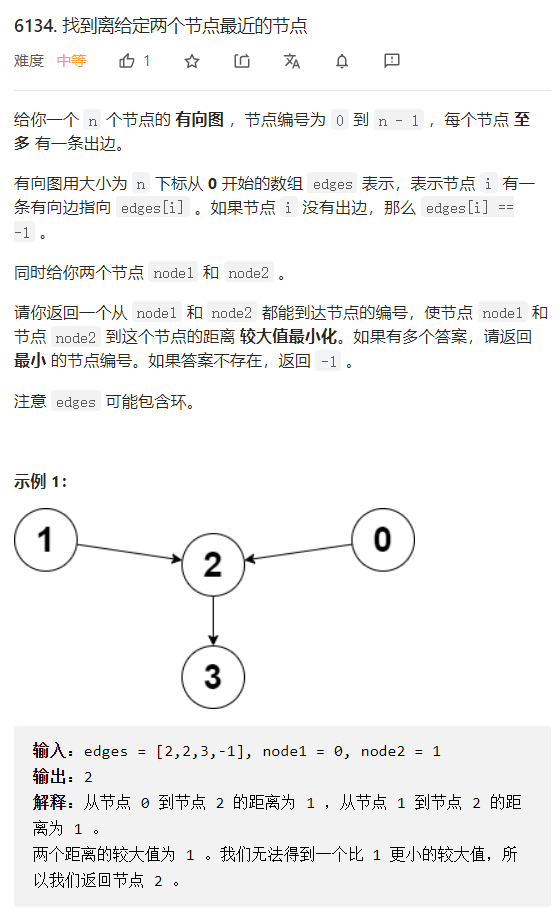 6134. 找到离给定两个节点最近的节点
难度 中等 1
给你一个 n 个节点的 有向图 ，节点编号为 0 到 n - 1 ，每个节点 至
多 有一条出边。
有向图用大小为 n 下标从 0 开始的数组 edges 表示，表示节点 i 有一
条有向边指向 edges[i] 。如果节点 i 没有出边，那么 edges[i] ==
-1 。
同时给你两个节点 node1 和 node2 。
请你返回一个从 node1 和 node2 都能到达节点的编号，使节点 node1 和
节点 node2 到这个节点的距离 较大值最小化。如果有多个答案，请返回
最小 的节点编号。如果答案不存在，返回 -1 。
注意 edges 可能包含环。
示例 1：
1
0
2
3
输入：edges = [2,2,3,-1], node1 = 0, node2 = 1
输出：2
解释：从节点 0 到节点 2 的距离为 1 ，从节点 1 到节点 2 的距
离为 1 。
两个距离的较大值为 1 。我们无法得到一个比 1 更小的较大值，所
以我们返回节点 2 。